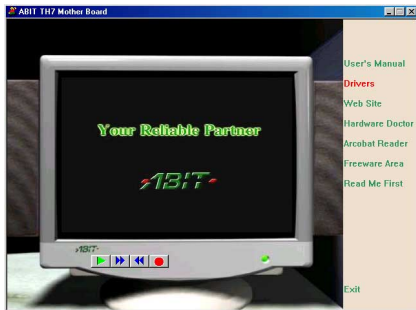 ABIT TH7 Mother Board
User's Manual
Drivers
Web Site
Hardware Doctor
Arcobat Reader
Freeware Area
Read Me First
Exit
Your Reliable Partner
ABIT
ABIT